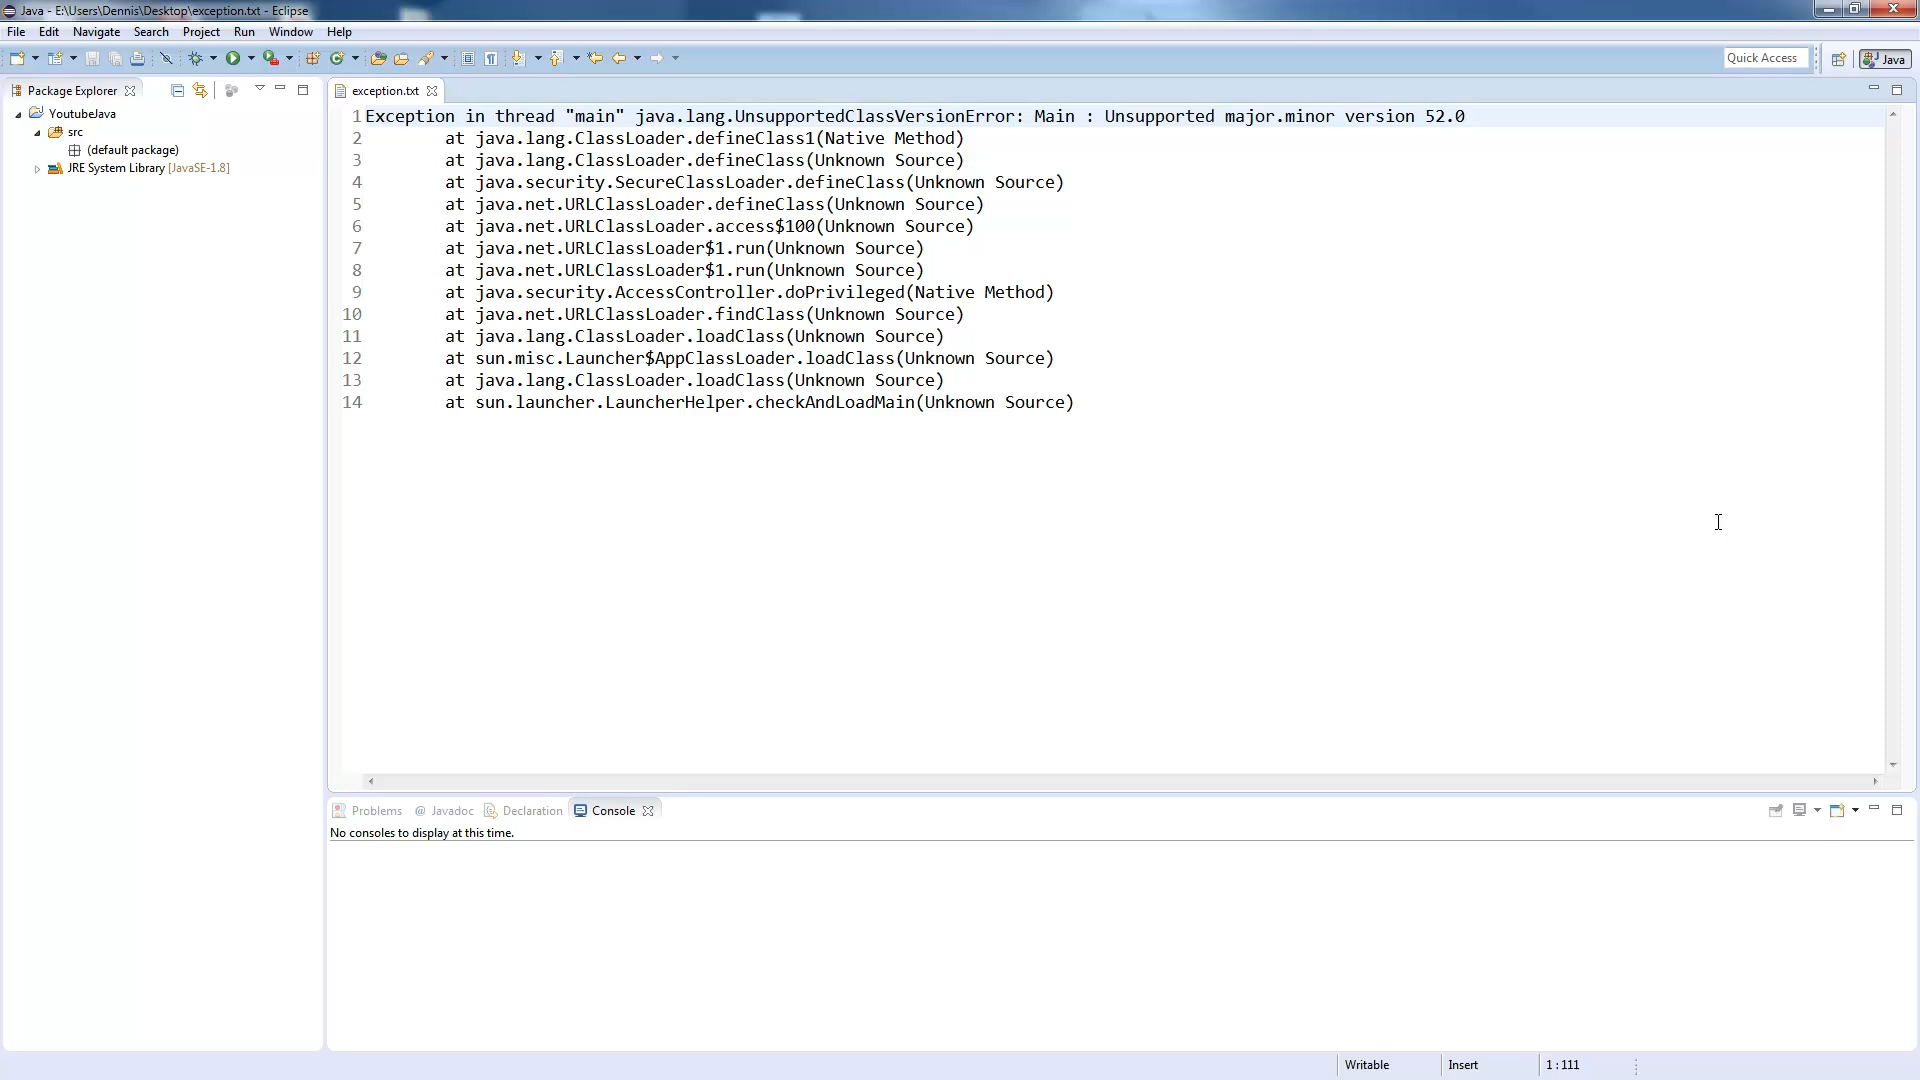 Java - E:\Users\Dennis\Desktop\exception.txt - Eclipse
File Edit Navigate Search Project Run Window Help
Quick Access
Java
Package Explorer
exception.txt
YoutubeJava
src
(default package)
JRE System Library [JavaSE-1.8]
1 Exception in thread "main" java.lang.UnsupportedClassVersionError: Main : Unsupported major.minor version 52.0
2 at java.lang.ClassLoader.defineClass1(Native Method)
3 at java.lang.ClassLoader.defineClass(Unknown Source)
4 at java.security.SecureClassLoader.defineClass(Unknown Source)
5 at java.net.URLClassLoader.defineClass(Unknown Source)
6 at java.net.URLClassLoader.access$100(Unknown Source)
7 at java.net.URLClassLoader$1.run(Unknown Source)
8 at java.net.URLClassLoader$1.run(Unknown Source)
9 at java.security.AccessController.doPrivileged(Native Method)
10 at java.net.URLClassLoader.findClass(Unknown Source)
11 at java.lang.ClassLoader.loadClass(Unknown Source)
12 at sun.misc.Launcher$AppClassLoader.loadClass(Unknown Source)
13 at java.lang.ClassLoader.loadClass(Unknown Source)
14 at sun.launcher.LauncherHelper.checkAndLoadMain(Unknown Source)
Problems @ Javadoc Declaration Console
No consoles to display at this time.
Writable Insert 1 : 111